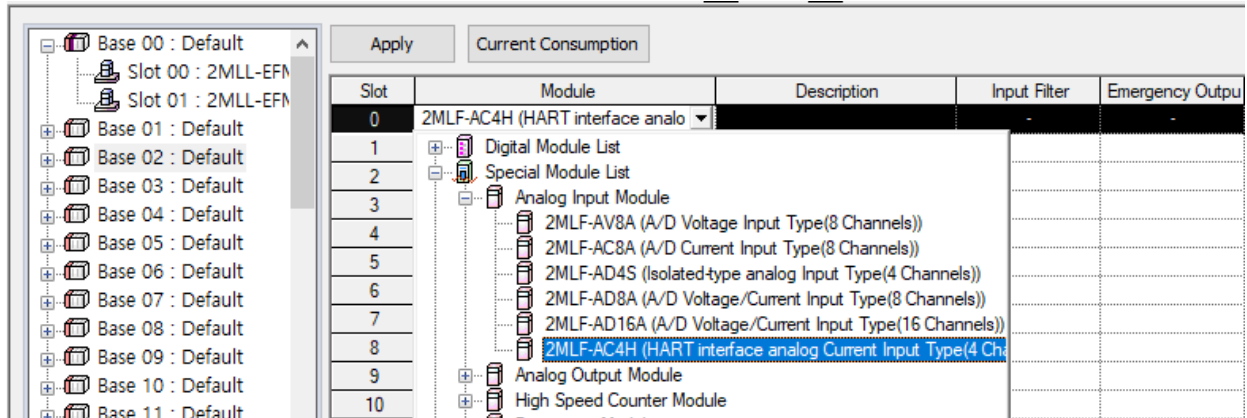 Base 00 : Default
Slot 00 : 2MLL-EFM
Slot 01 : 2MLL-EFM
Base 01 : Default
Base 02 : Default
Base 03 : Default
Base 04 : Default
Base 05 : Default
Base 06 : Default
Base 07 : Default
Base 08 : Default
Base 09 : Default
Base 10 : Default
Base 11 : Default
Apply
Current Consumption
Slot Module Description Input Filter Emergency Outpu
0 2MLF-AC4H (HART interface analo - -
1 Digital Module List
2 Special Module List
3 Analog Input Module
2MLF-AV8A (A/D Voltage Input Type(8 Channels))
4
2MLF-AC8A (A/D Current Input Type(8 Channels))
5 2MLF-AD4S (Isolated-type analog Input Type(4 Channels))
6 2MLF-AD8A (A/D Voltage/Current Input Type(8 Channels))
7 2MLF-AD16A (A/D Voltage/Current Input Type(16 Channels))
8 2MLF-AC4H (HART interface analog Current Input Type(4 Cha
9 Analog Output Module
10 High Speed Counter Module